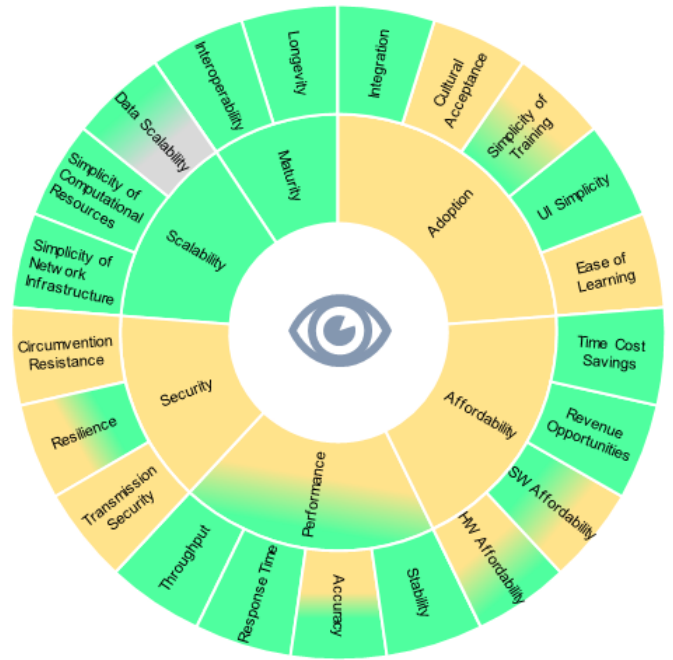 Integration
Cultural
Acceptance
Simplicity of
Training
UI Simplicity
Ease of
Learning
Time Cost
Savings
Revenue
Opportunities
SW Affordability
HW Affordability
Stability
Accuracy
Response Time
Throughput
Transmission
Security
Resilience
Circumvention
Resistance
Simplicity of
Network
Infrastructure
Simplicity of
Computational
Resources
Data Scalability
Interoperability
Longevity
Adoption
Affordability
Performance
Security
Scalability
Maturity